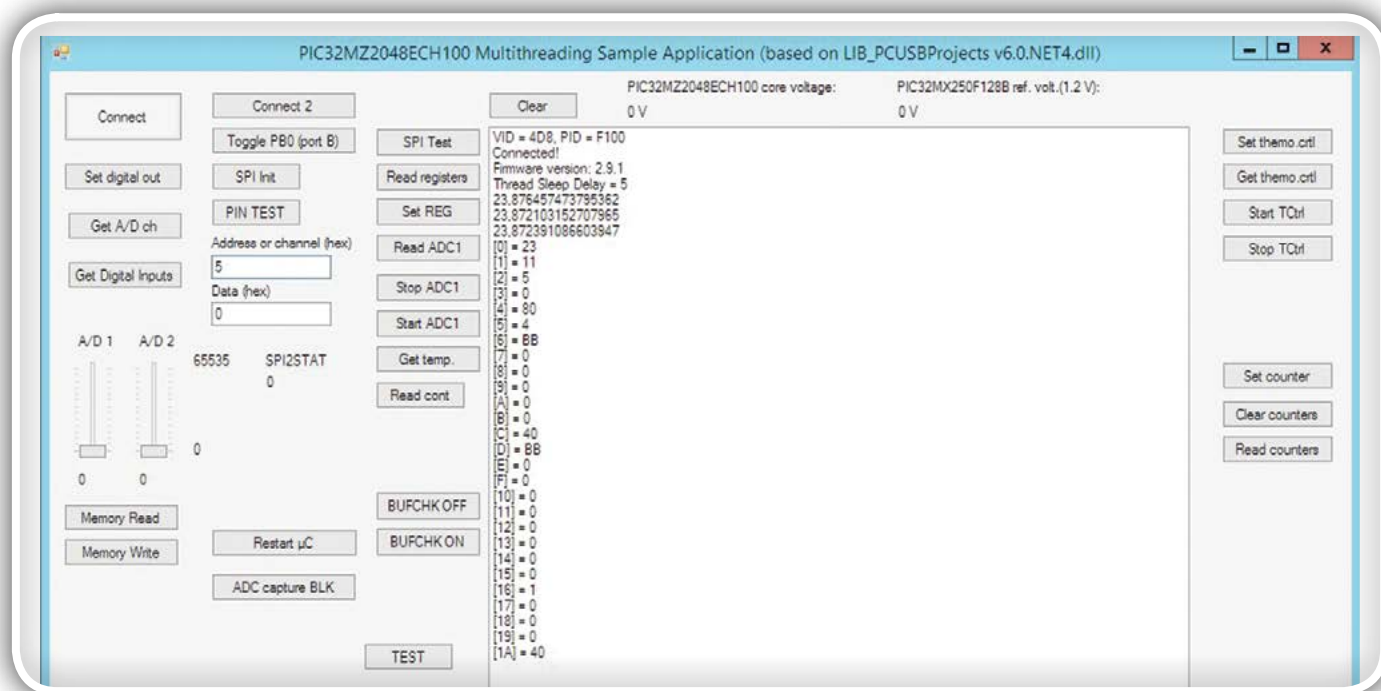 PIC32MZ2048ECH100 Multithreading Sample Application (based on LIB_PCUSBProjects v6.0.NET4.dll)
Connect
Set digital out
Get A/D ch
Get Digital Inputs
A/D 1 A/D 2
65535
0
0 0
Memory Read
Memory Write
Connect 2
Toggle PB0 (port B)
SPI Init
PIN TEST
Address or channel (hex)
5
Data (hex)
0
SPI2STAT
0
Restart µC
ADC capture BLK
SPI Test
Read registers
Set REG
Read ADC1
Stop ADC1
Start ADC1
Get temp.
Read cont
BUFCHK OFF
BUFCHK ON
TEST
Clear
PIC32MZ2048ECH100 core voltage:
0 V
PIC32MX250F128B ref. volt.(1.2 V):
0 V
VID = 4D8, PID = F100
Connected!
Firmware version: 2.9.1
Thread Sleep Delay = 5
23,876457473795362
23,872103152707965
23,872391086603947
[0] = 23
[1] = 11
[2] = 5
[3] = 0
[4] = 80
[5] = 4
[6] = BB
[7] = 0
[8] = 0
[9] = 0
[A] = 0
[B] = 0
[C] = 40
[D] = BB
[E] = 0
[F] = 0
[10] = 0
[11] = 0
[12] = 0
[13] = 0
[14] = 0
[15] = 0
[16] = 1
[17] = 0
[18] = 0
[19] = 0
[1A] = 40
Set themo.crtl
Get themo.crtl
Start TCtrl
Stop TCtrl
Set counter
Clear counters
Read counters